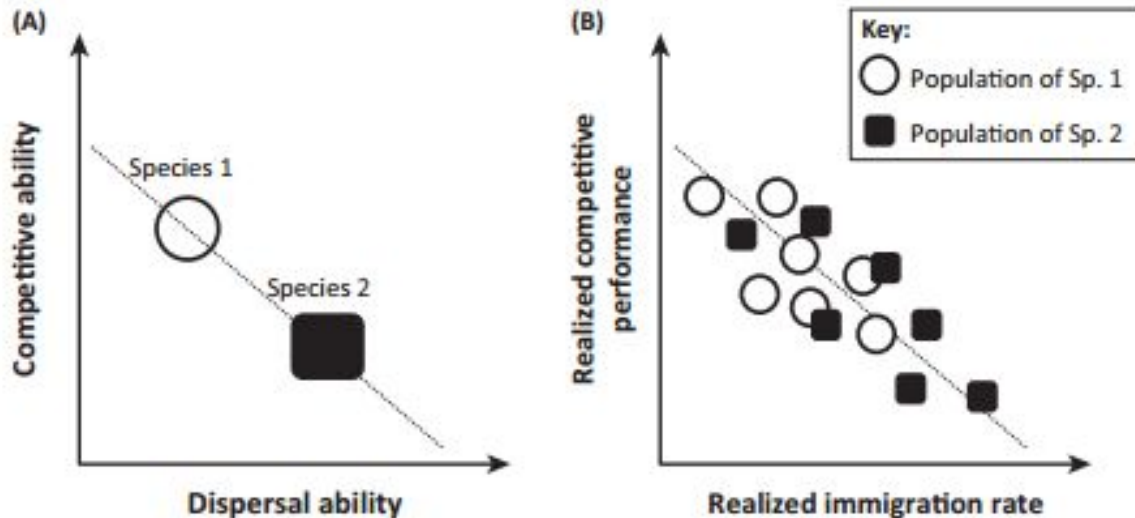 (A)
Competitive ability
Species 1
Species 2
Dispersal ability
(B)
Key:
Population of Sp. 1
Population of Sp. 2
Realized competitive
performance
Realized immigration rate